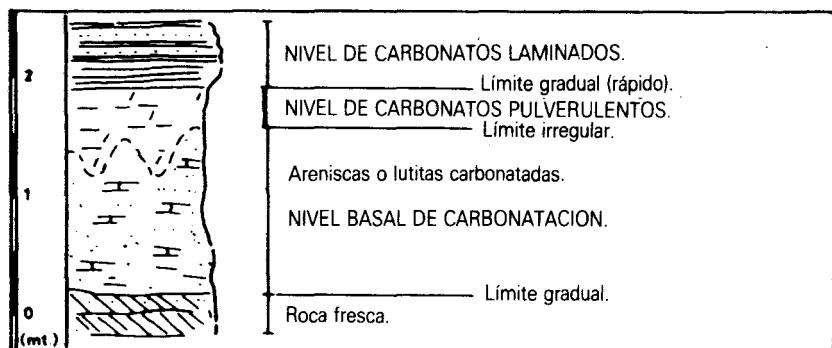 NIVEL DE CARBONATOS LAMINADOS.
2
Límite gradual (rápido).
NIVEL DE CARBONATOS PULVERULENTOS.
Límite irregular.
Areniscas o lutitas carbonatadas.
1
NIVEL BASAL DE CARBONATACION.
Límite gradual.
0
Roca fresca.
(mt.)